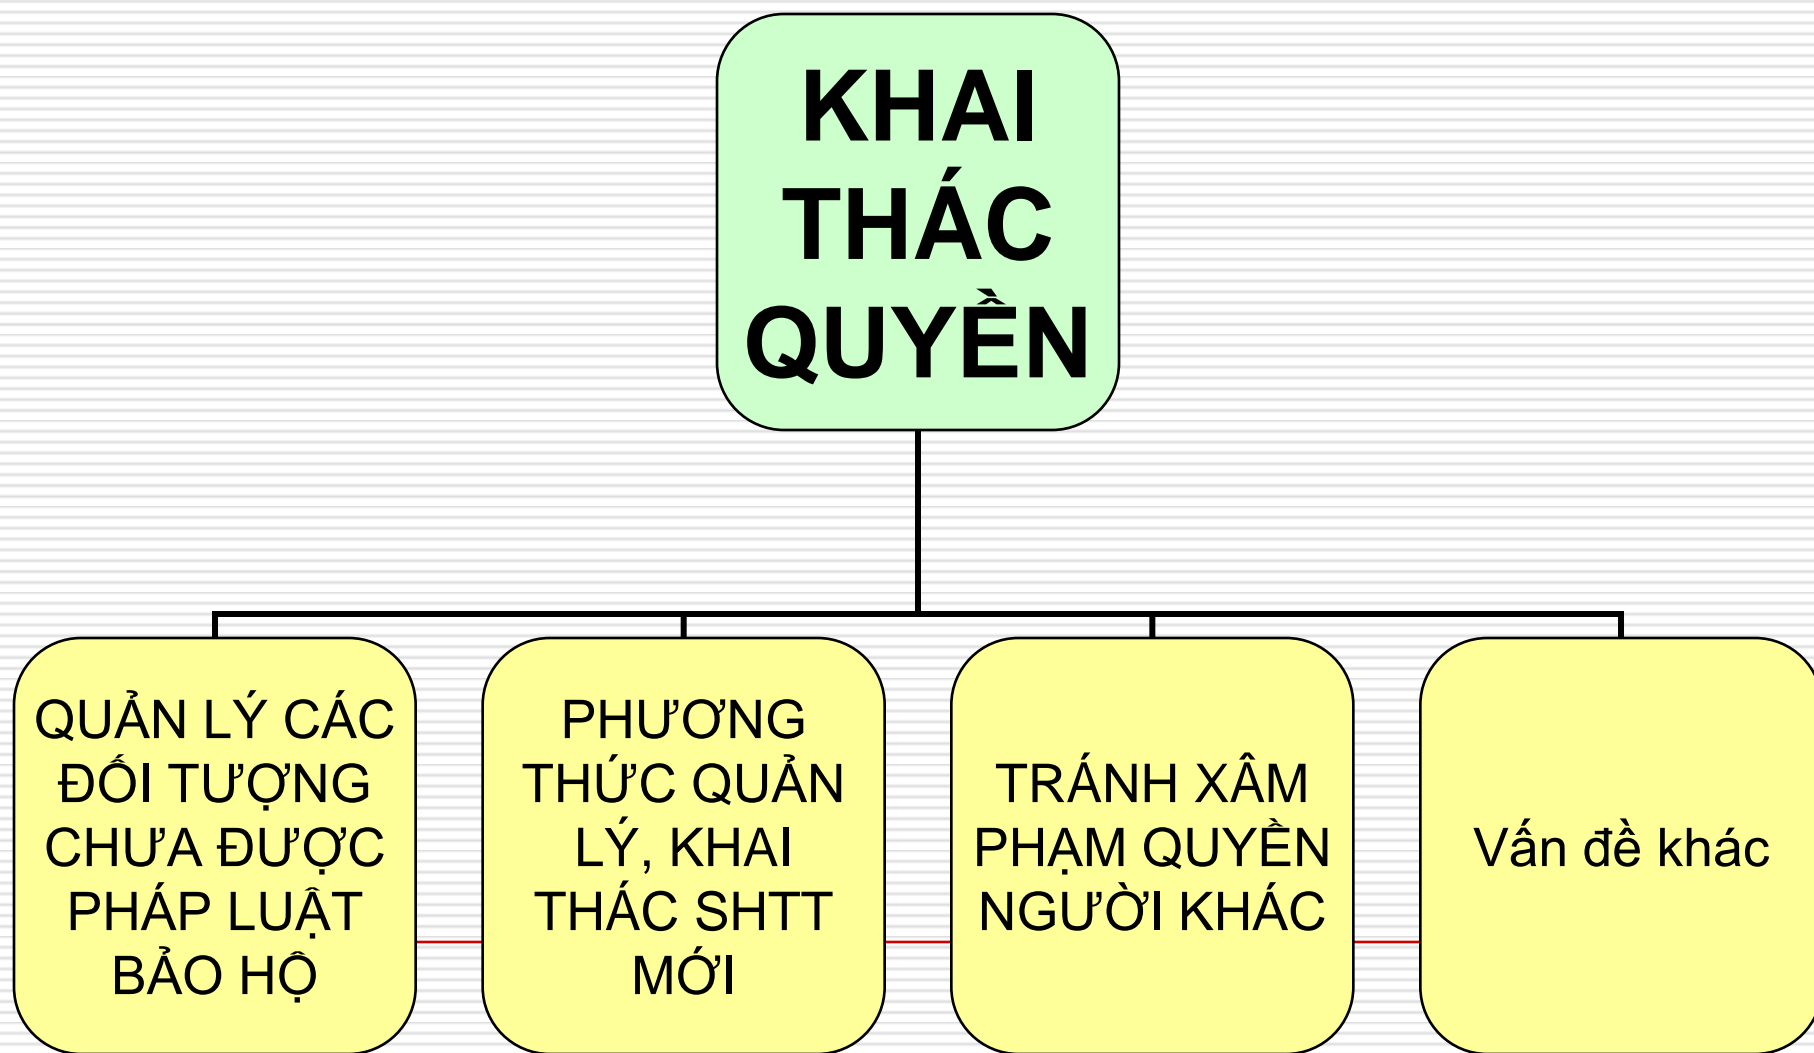 KHAI
THÁC
QUYỀN
QUẢN LÝ CÁC
ĐỐI TƯỢNG
CHƯA ĐƯỢC
PHÁP LUẬT
BẢO HỘ
PHƯƠNG
THỨC QUẢN
LÝ, KHAI
THÁC SHTT
MỚI
TRÁNH XÂM
PHẠM QUYỀN
NGƯỜI KHÁC
Vấn đề khác